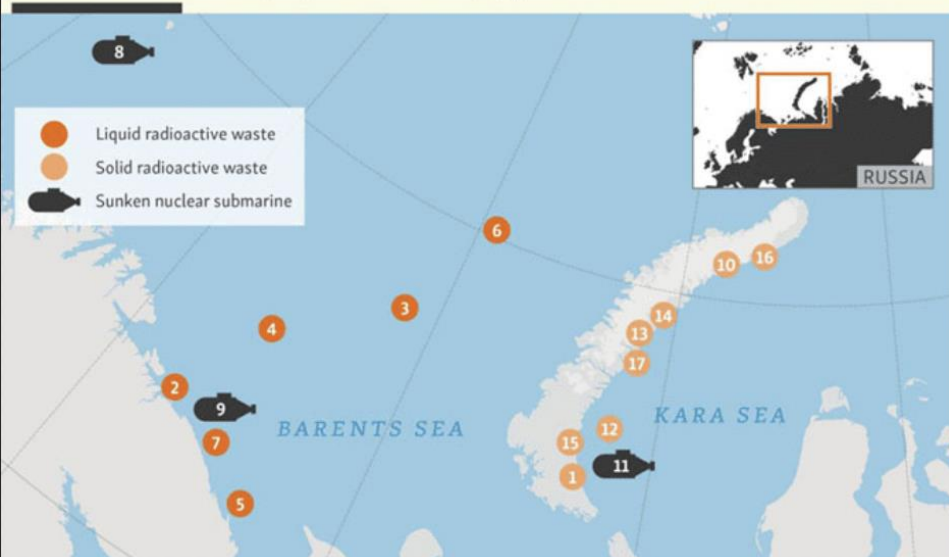 8
Liquid radioactive waste
Solid radioactive waste
Sunken nuclear submarine
RUSSIA
6
10
16
3
14
4
13
17
2
9
BARENTS SEA
KARA SEA
12
7
15
11
1
5